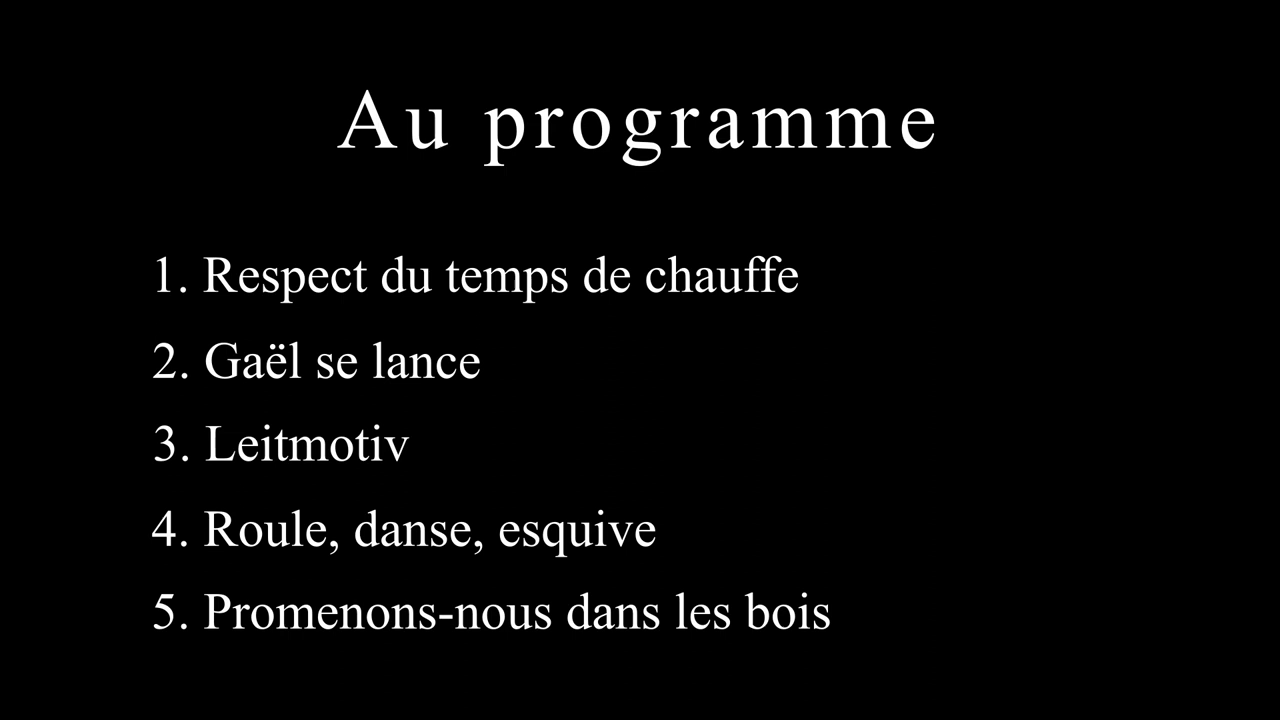 Au programme
1. Respect du temps de chauffe
2. Gaël se lance
3. Leitmotiv
4. Roule, danse, esquive
5. Promenons-nous dans les bois